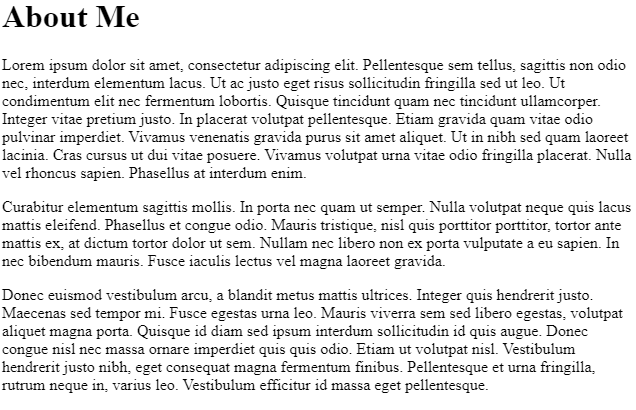 About Me
Lorem ipsum dolor sit amet, consectetur adipiscing elit. Pellentesque sem tellus, sagittis non odio
nec, interdum elementum lacus. Ut ac justo eget risus sollicitudin fringilla sed ut leo. Ut
condimentum elit nec fermentum lobortis. Quisque tincidunt quam nec tincidunt ullamcorper.
Integer vitae pretium justo. In placerat volutpat pellentesque. Etiam gravida quam vitae odio
pulvinar imperdiet. Vivamus venenatis gravida purus sit amet aliquet. Ut in nibh sed quam laoreet
lacinia. Cras cursus ut dui vitae posuere. Vivamus volutpat urna vitae odio fringilla placerat. Nulla
vel rhoncus sapien. Phasellus at interdum enim.
Curabitur elementum sagittis mollis. In porta nec quam ut semper. Nulla volutpat neque quis lacus
mattis eleifend. Phasellus et congue odio. Mauris tristique, nisl quis porttitor porttitor, tortor ante
mattis ex, at dictum tortor dolor ut sem. Nullam nec libero non ex porta vulputate a eu sapien. In
nec bibendum mauris. Fusce iaculis lectus vel magna laoreet gravida.
Donec euismod vestibulum arcu, a blandit metus mattis ultrices. Integer quis hendrerit justo.
Maecenas sed tempor mi. Fusce egestas urna leo. Mauris viverra sem sed libero egestas, volutpat
aliquet magna porta. Quisque id diam sed ipsum interdum sollicitudin id quis augue. Donec
congue nisl nec massa ornare imperdiet quis quis odio. Etiam ut volutpat nisl. Vestibulum
hendrerit justo nibh, eget consequat magna fermentum finibus. Pellentesque et urna fringilla,
rutrum neque in, varius leo. Vestibulum efficitur id massa eget pellentesque.